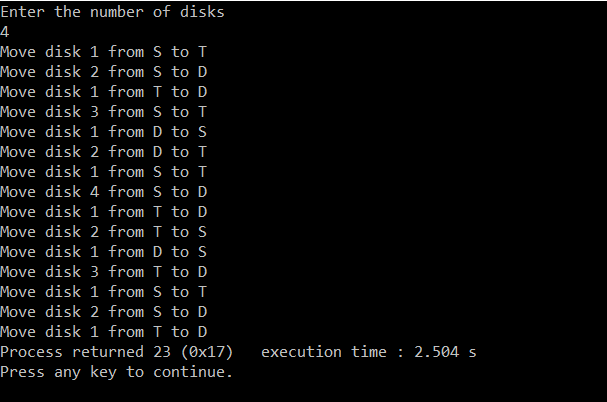 Enter the number of disks
4
Move disk 1 from S to T
Move disk 2 from S to D
Move disk 1 from T to D
Move disk 3 from S to T
Move disk 1 from D to S
Move disk 2 from D to T
Move disk 1 from S to T
Move disk 4 from S to D
Move disk 1 from T to D
Move disk 2 from T to S
Move disk 1 from D to S
Move disk 3 from T to D
Move disk 1 from S to T
Move disk 2 from S to D
Move disk 1 from T to D
Process returned 23 (0x17)   execution time : 2.504 s
Press any key to continue.